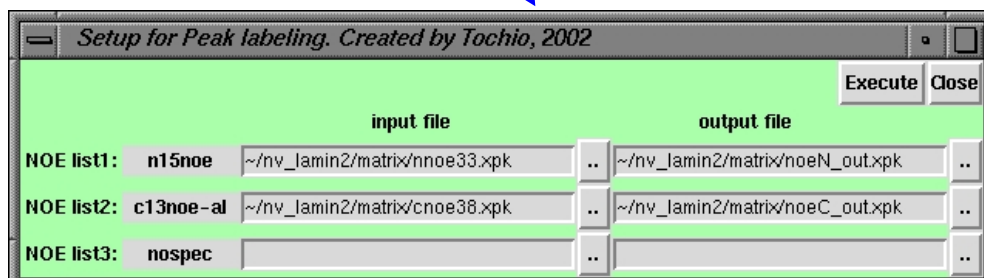 Setup for Peak labeling. Created by Tochio, 2002
Execute Close
input file output file
NOE list1: n15noe ~/nv_lamin2/matrix/nnoe33.xpk .. ~/nv_lamin2/matrix/noeN_out.xpk ..
NOE list2: c13noe-al ~/nv_lamin2/matrix/cnoe38.xpk .. ~/nv_lamin2/matrix/noeC_out.xpk ..
NOE list3: nospec .. ..